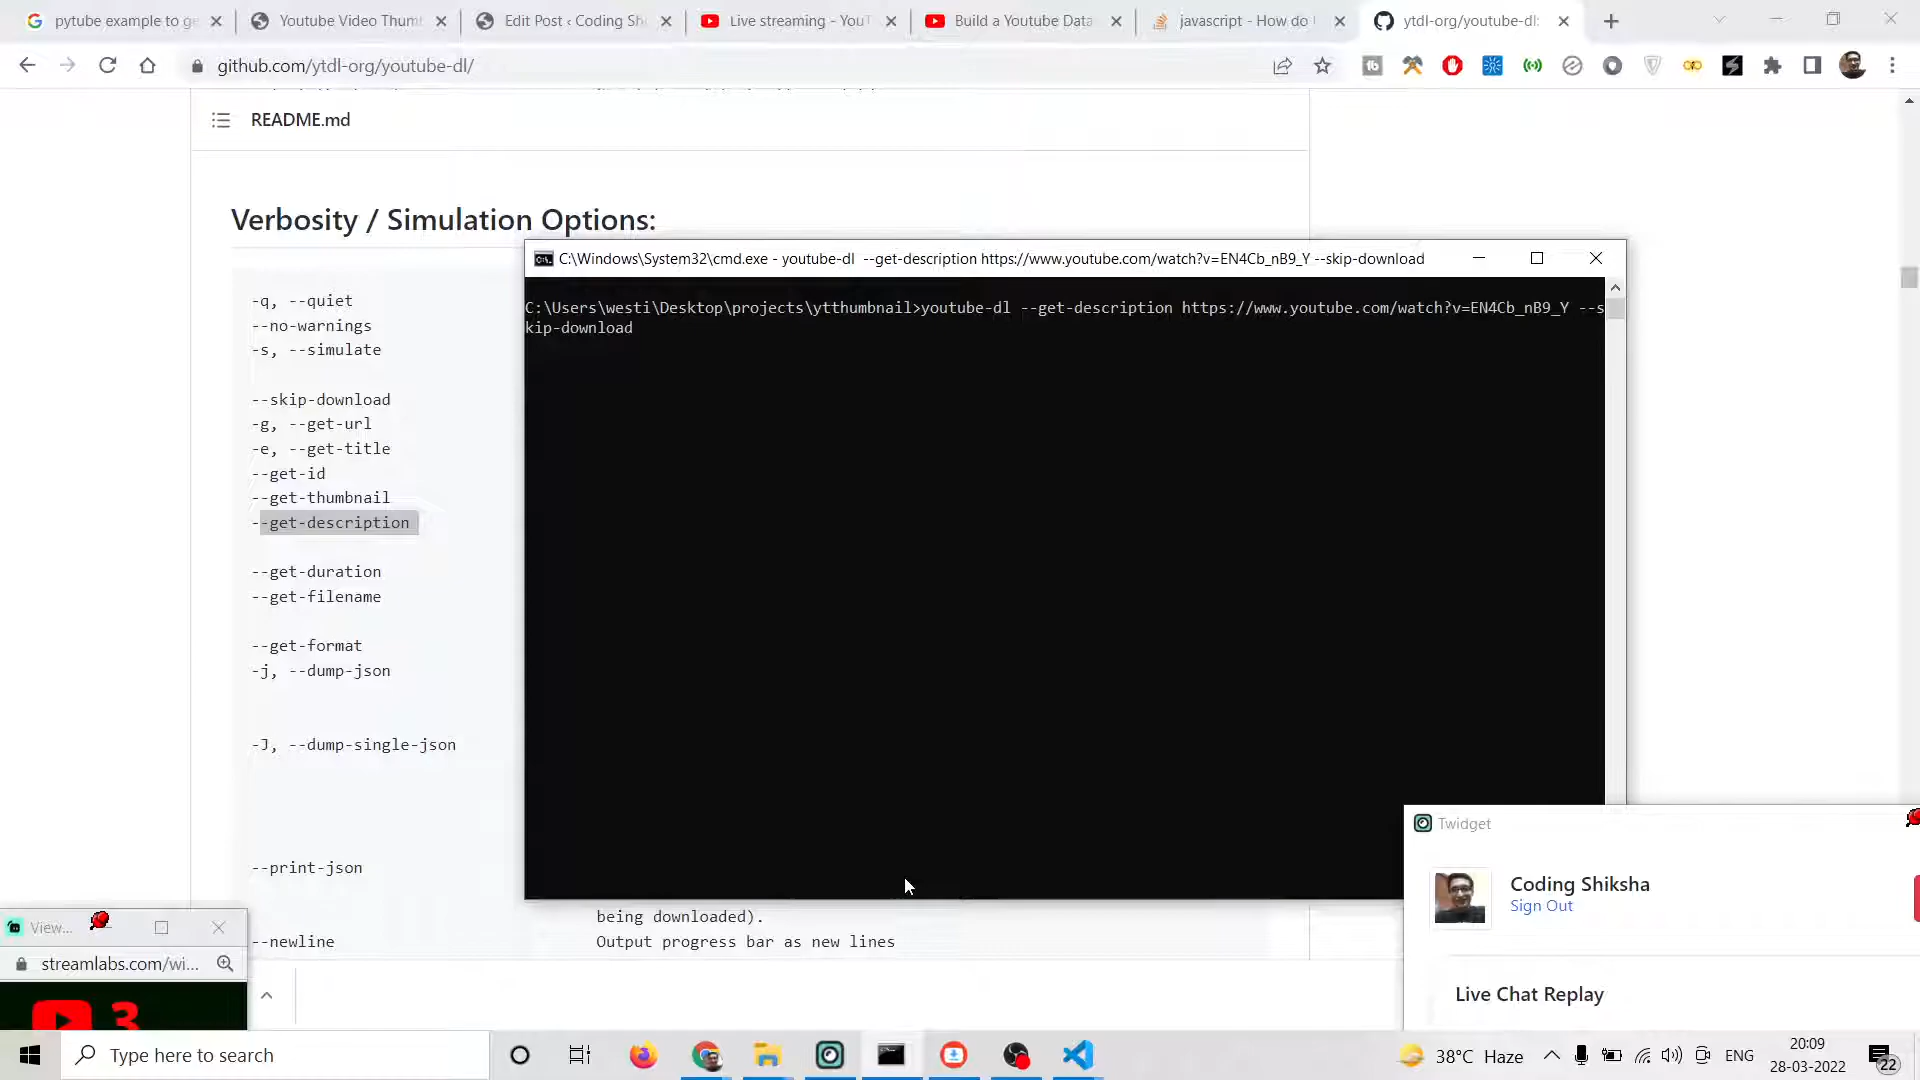 pytube example to ge
Youtube Video Thum
Edit Post ‹ Coding Sh
Live streaming - YouT
Build a Youtube Data
javascript - How do
ytdl-org/youtube-dl:
github.com/ytdl-org/youtube-dl/
README.md
Verbosity / Simulation Options:
-q, --quiet
--no-warnings
-s, --simulate
--skip-download
-g, --get-url
-e, --get-title
--get-id
--get-thumbnail
--get-description
--get-duration
--get-filename
--get-format
-j, --dump-json
-J, --dump-single-json
--print-json
being downloaded).
--newline Output progress bar as new lines
C:\Windows\System32\cmd.exe - youtube-dl --get-description https://www.youtube.com/watch?v=EN4Cb_nB9_Y --skip-download
C:\Users\westi\Desktop\projects\ytthumbnail>youtube-dl --get-description https://www.youtube.com/watch?v=EN4Cb_nB9_Y --s
kip-download
Twidget
Coding Shiksha
Sign Out
Live Chat Replay
View...
streamlabs.com/wi...
3
Type here to search
38°C Haze
ENG
20:09
28-03-2022
22